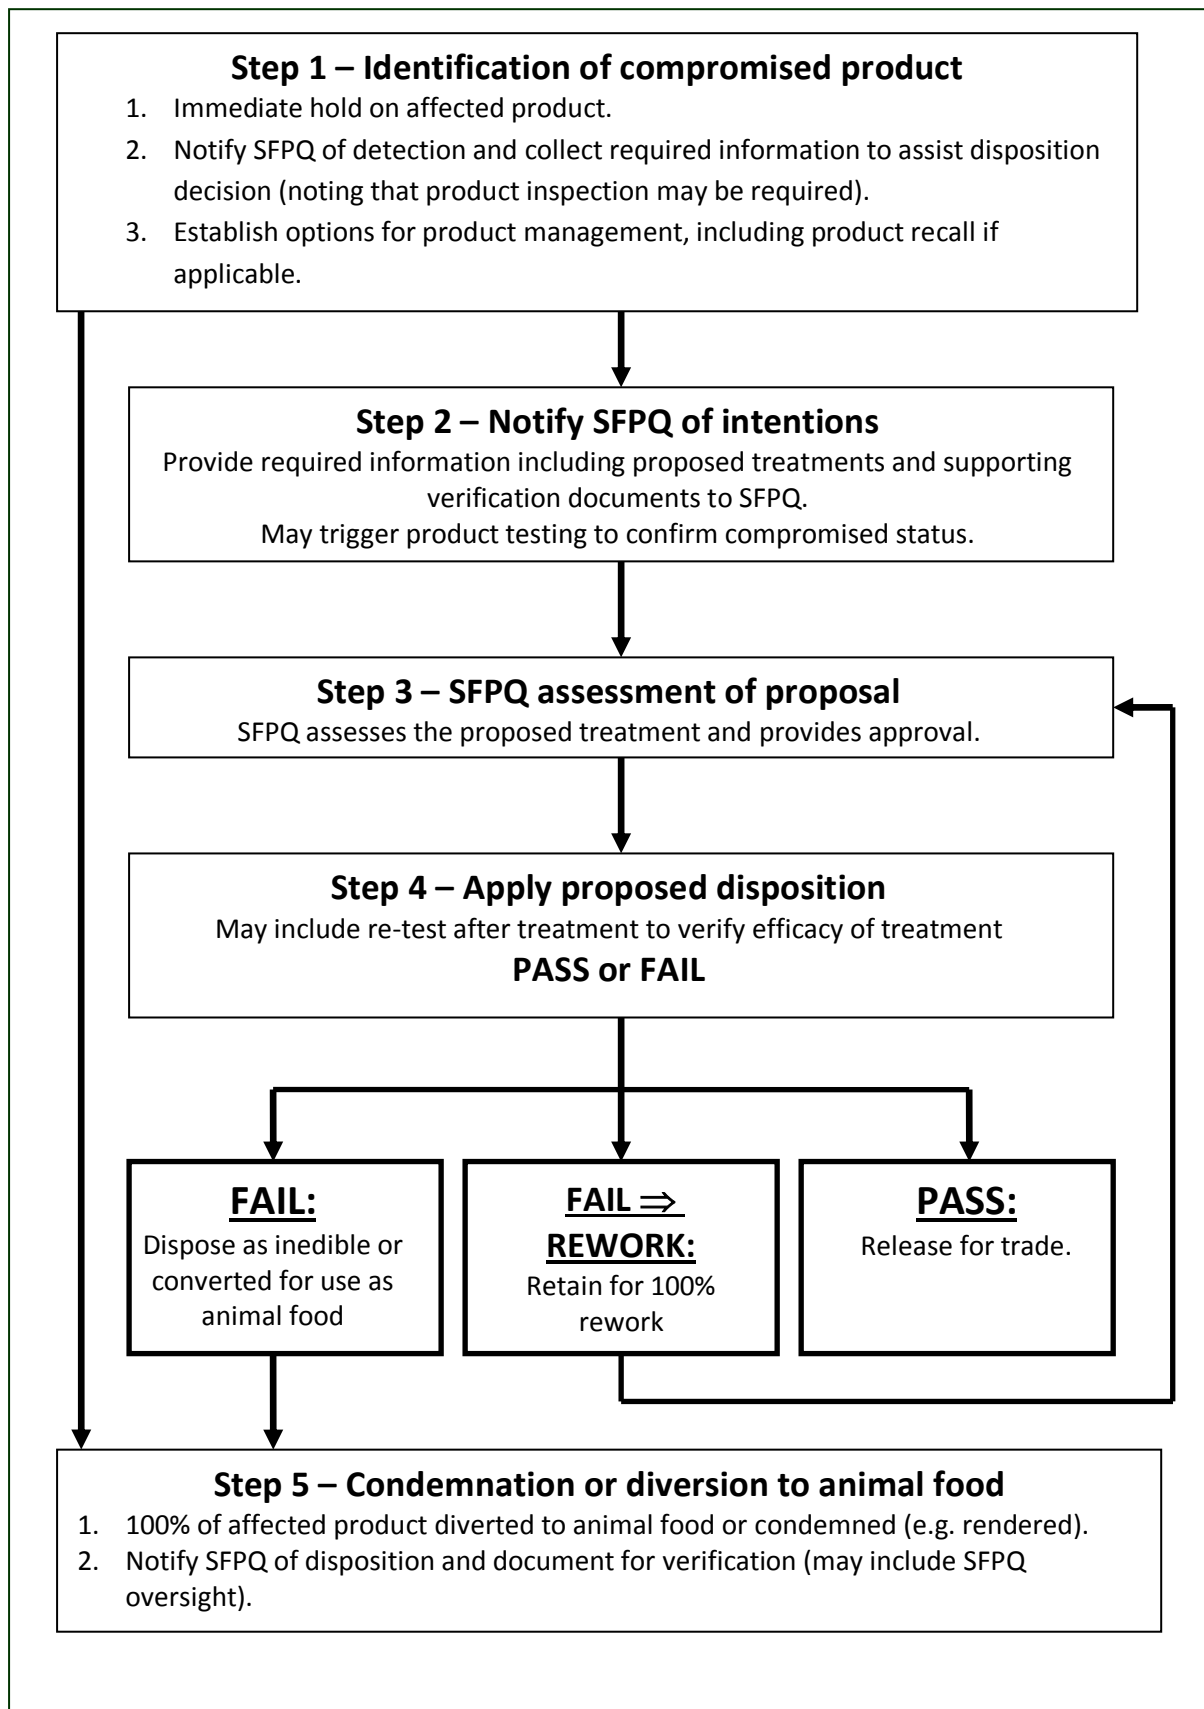 Step 1 – Identification of compromised product
1. Immediate hold on affected product.
2. Notify SFPQ of detection and collect required information to assist disposition
decision (noting that product inspection may be required).
3. Establish options for product management, including product recall if
applicable.
Step 2 – Notify SFPQ of intentions
Provide required information including proposed treatments and supporting
verification documents to SFPQ.
May trigger product testing to confirm compromised status.
Step 3 – SFPQ assessment of proposal
SFPQ assesses the proposed treatment and provides approval.
Step 4 – Apply proposed disposition
May include re-test after treatment to verify efficacy of treatment
PASS or FAIL
FAIL:
Dispose as inedible or
converted for use as
animal food
FAIL ⇒
REWORK:
Retain for 100%
rework
PASS:
Release for trade.
Step 5 – Condemnation or diversion to animal food
1. 100% of affected product diverted to animal food or condemned (e.g. rendered).
2. Notify SFPQ of disposition and document for verification (may include SFPQ
oversight).